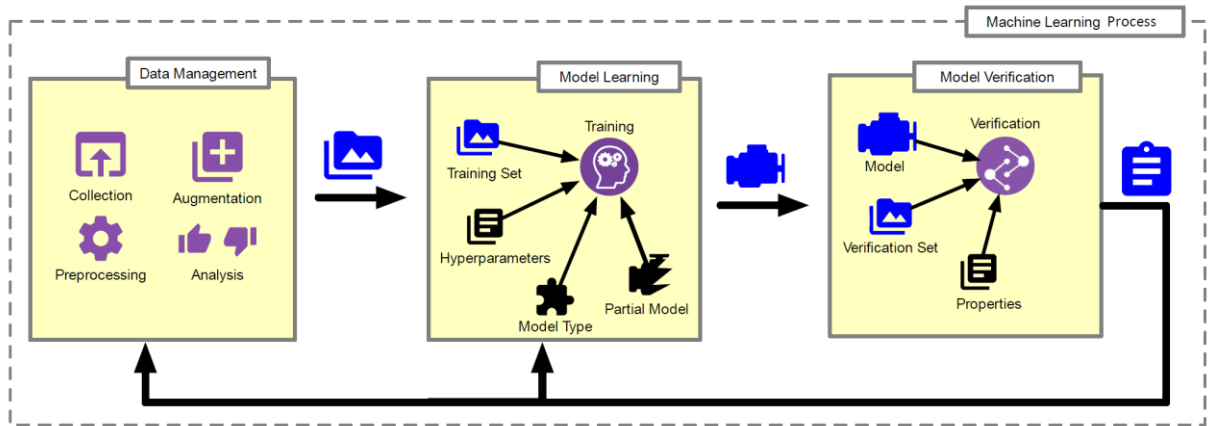 Machine Learning Process
Data Management
Collection
Augmentation
Preprocessing
Analysis
Model Learning
Training
Training Set
Hyperparameters
Model Type
Partial Model
Model Verification
Verification
Model
Verification Set
Properties